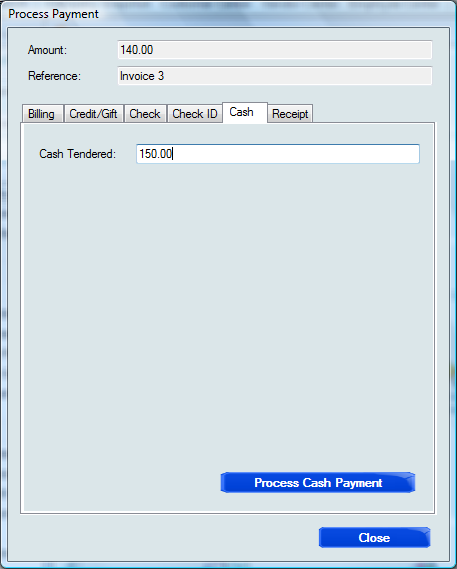 Process Payment
Amount: 140.00
Reference: Invoice 3
Billing Credit/Gift Check Check ID Cash Receipt
Cash Tendered: 150.00
Process Cash Payment
Close